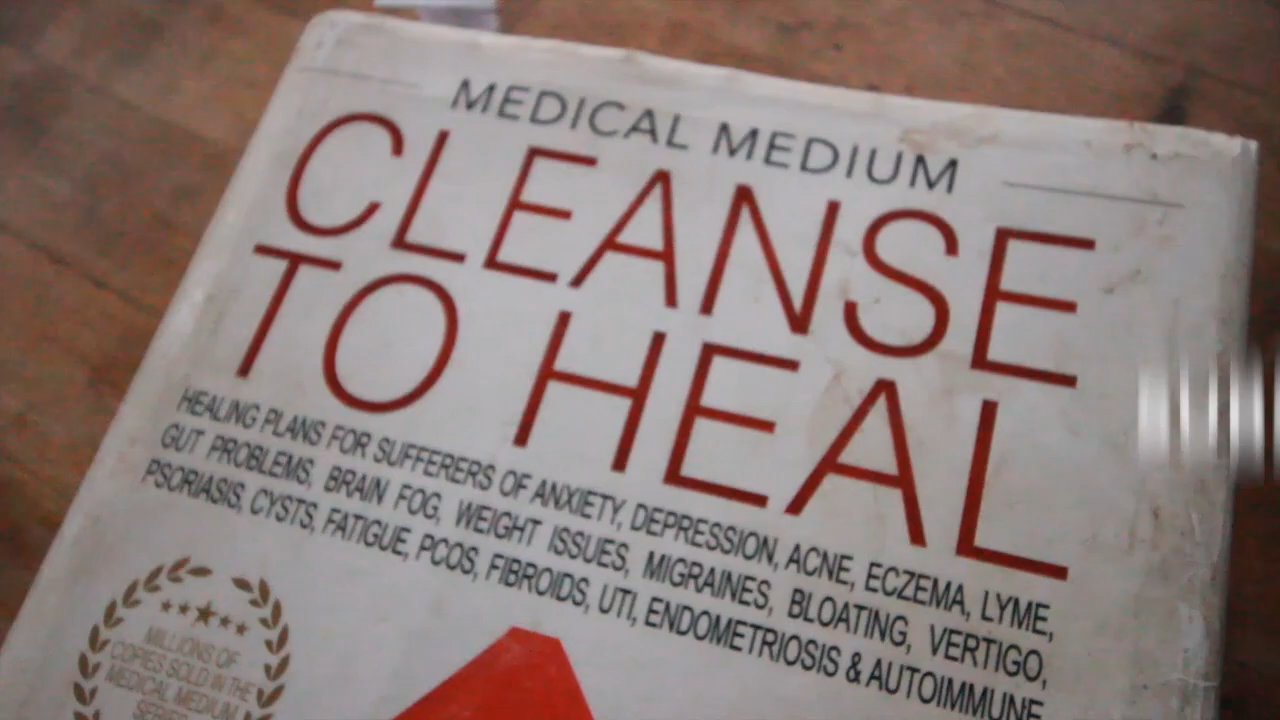 MEDICAL MEDIUM
CLEANSE
TO HEAL
HEALING PLANS FOR SUFFERERS OF ANXIETY, DEPRESSION, ACNE, ECZEMA, LYME,
GUT PROBLEMS, BRAIN FOG, WEIGHT ISSUES, MIGRAINES, BLOATING, VERTIGO,
PSORIASIS, CYSTS, FATIGUE, PCOS, FIBROIDS, UTI, ENDOMETRIOSIS & AUTOIMMUNE
MILLIONS OF
COPIES SOLD IN THE
MEDICAL MEDIUM
SERIES